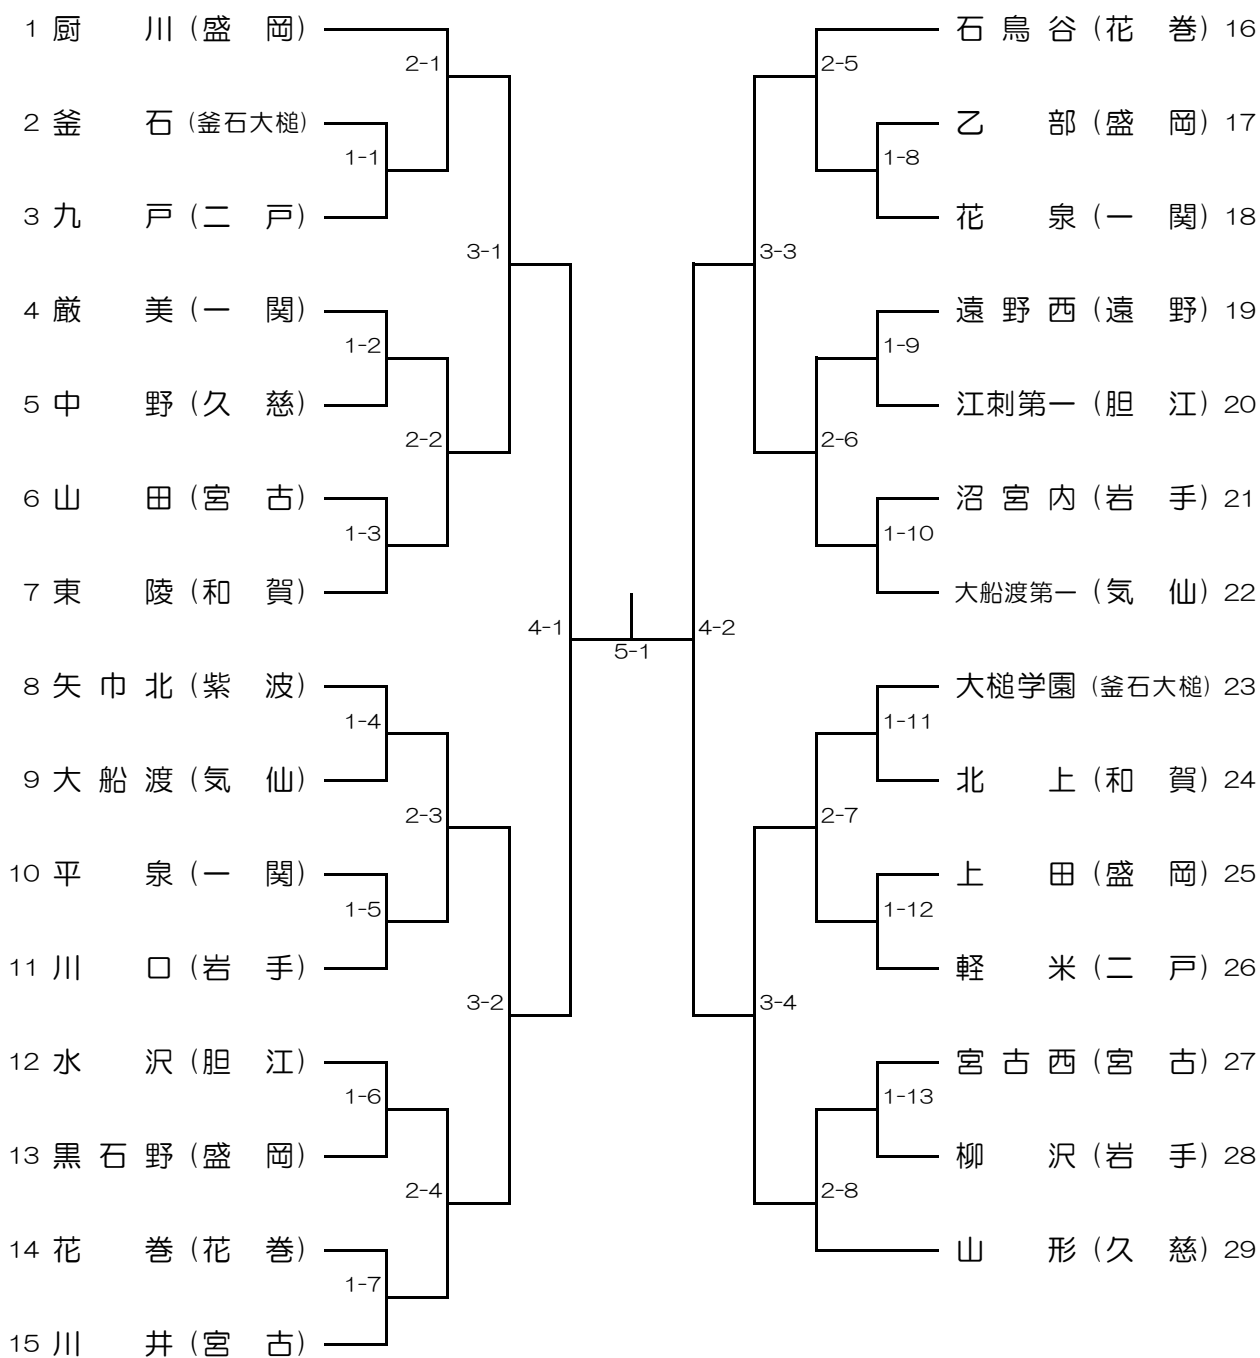 1 厨川（盛岡）
2-1
2 釜石（釜石大槌）
1-1
3 九戸（二戸）
3-1
4 厳美（一関）
1-2
5 中野（久慈）
2-2
6 山田（宮古）
1-3
7 東陵（和賀）
4-1
8 矢巾北（紫波）
1-4
9 大船渡（気仙）
2-3
10 平泉（一関）
1-5
11 川口（岩手）
3-2
12 水沢（胆江）
1-6
13 黒石野（盛岡）
2-4
14 花巻（花巻）
1-7
15 川井（宮古）
5-1
石鳥谷（花巻）16
2-5
乙部（盛岡）17
1-8
花泉（一関）18
3-3
遠野西（遠野）19
1-9
江刺第一（胆江）20
2-6
沼宮内（岩手）21
1-10
大船渡第一（気仙）22
4-2
大槌学園（釜石大槌）23
1-11
北上（和賀）24
2-7
上田（盛岡）25
1-12
軽米（二戸）26
3-4
宮古西（宮古）27
1-13
柳沢（岩手）28
2-8
山形（久慈）29